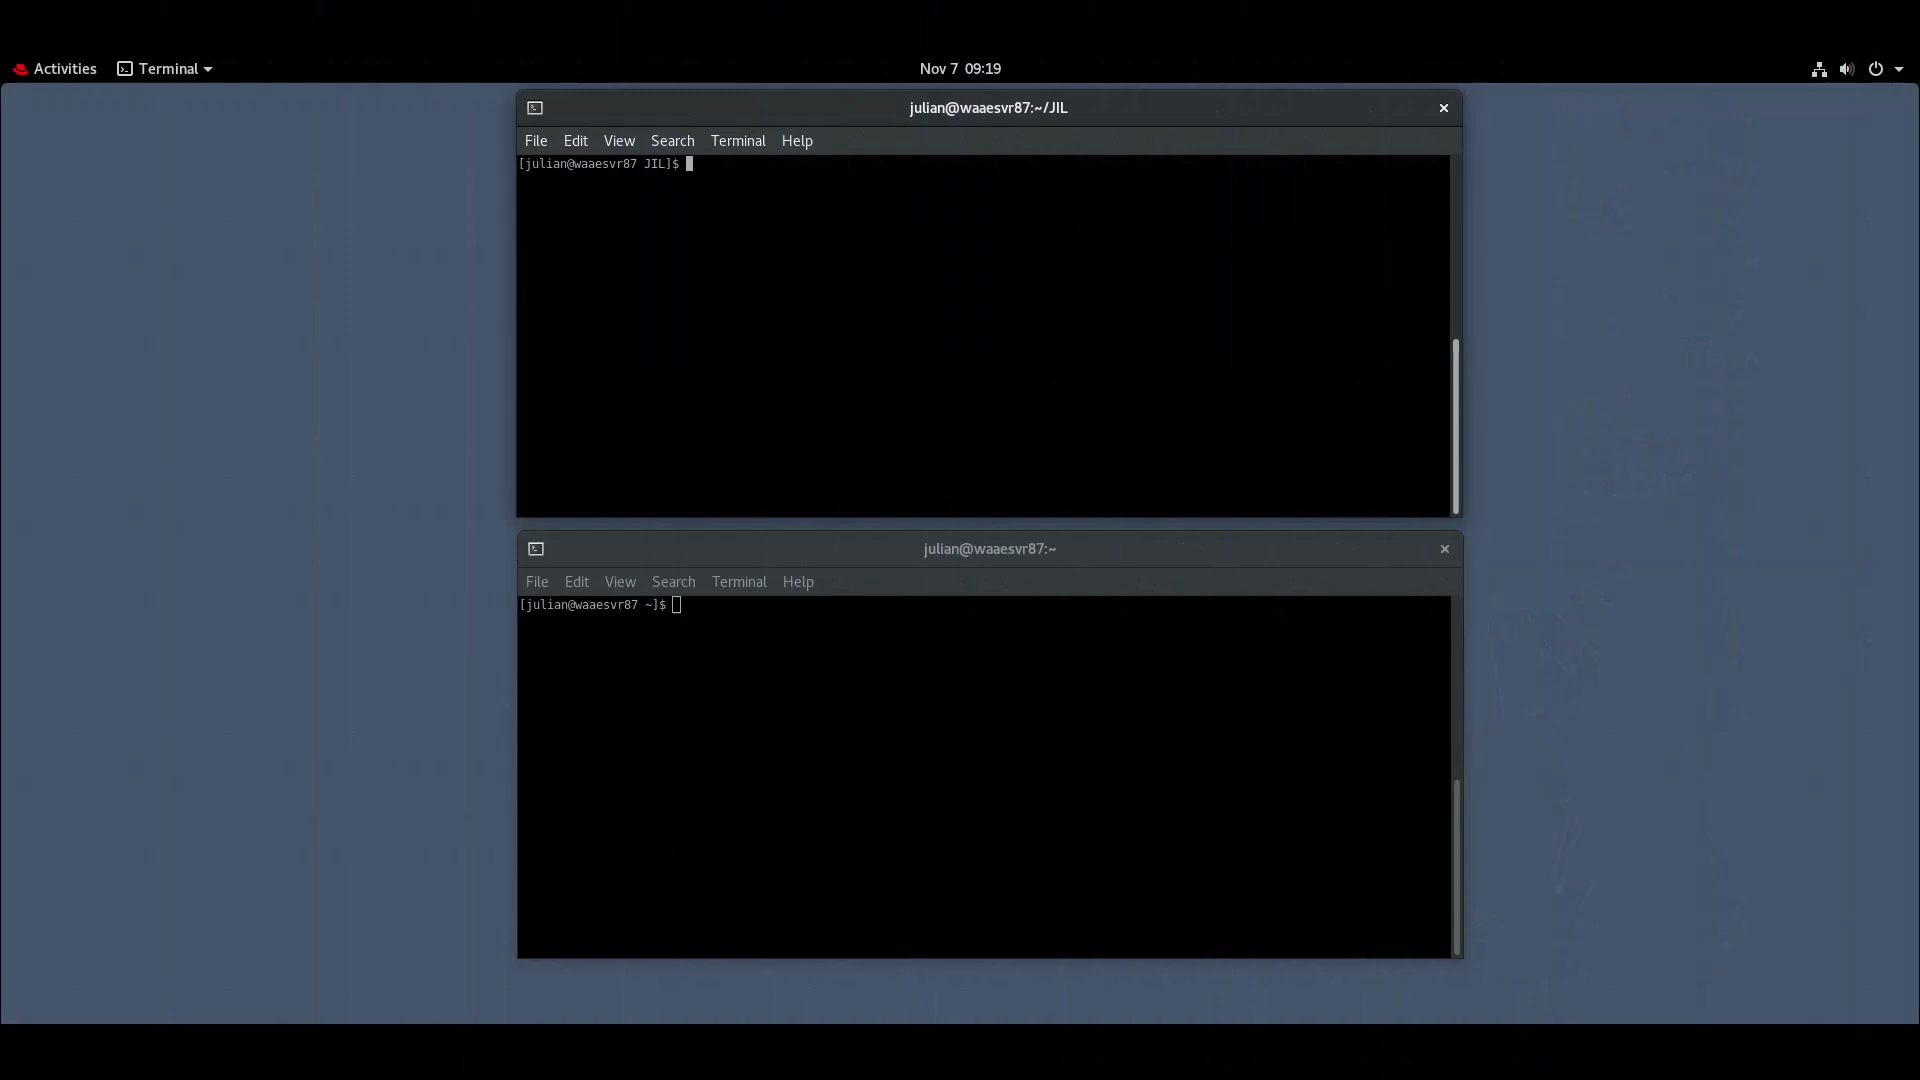 Activities Terminal Nov 7 09:19
julian@waaesvr87:~/JIL
File Edit View Search Terminal Help
[julian@waaesvr87 JIL]$
julian@waaesvr87:~
File Edit View Search Terminal Help
[julian@waaesvr87 ~]$